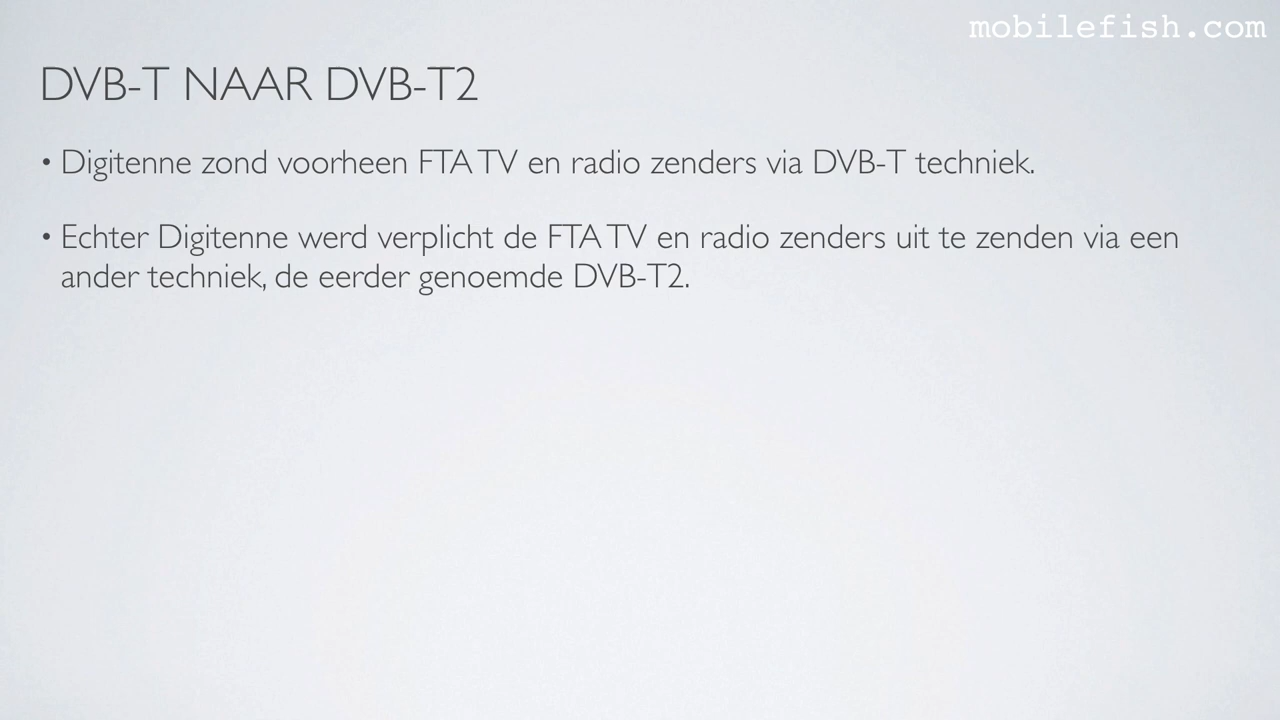 mobilefish.com
DVB-T NAAR DVB-T2
• Digitenne zond voorheen FTA TV en radio zenders via DVB-T techniek.
• Echter Digitenne werd verplicht de FTA TV en radio zenders uit te zenden via een
ander techniek, de eerder genoemde DVB-T2.